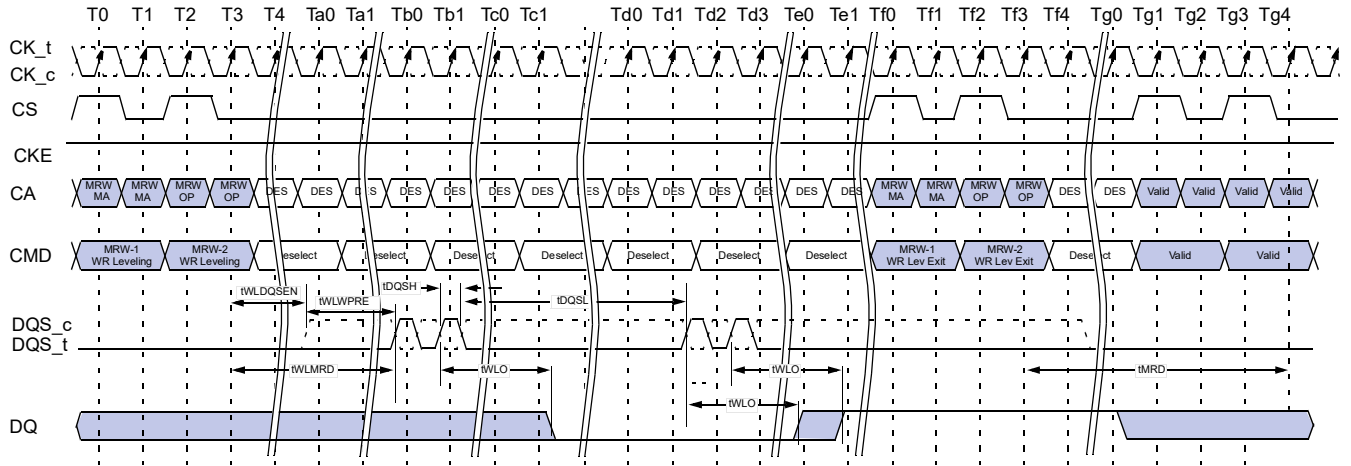 T0 T1 T2 T3 T4 Ta0 Ta1 Tb0 Tb1 Tc0 Tc1 Td0 Td1 Td2 Td3 Te0 Te1 Tf0 Tf1 Tf2 Tf3 Tf4 Tg0 Tg1 Tg2 Tg3 Tg4
CK_t
CK_c
CS
CKE
CA MRW MA MRW MA MRW OP MRW OP DES DES DES DES DES DES DES DES DES DES DES DES DES DES MRW MA MRW MA MRW OP MRW OP DES DES Valid Valid Valid Valid
CMD MRW-1 WR Leveling MRW-2 WR Leveling Deselect Deselect Deselect Deselect Deselect Deselect Deselect MRW-1 WR Lev Exit MRW-2 WR Lev Exit Deselect Valid Valid
tWLDQSEN tWLWPRE tDQSH tDQSL
DQS_c
DQS_t
tWLMRD tWLO tWLO tMRD
tWLO
DQ